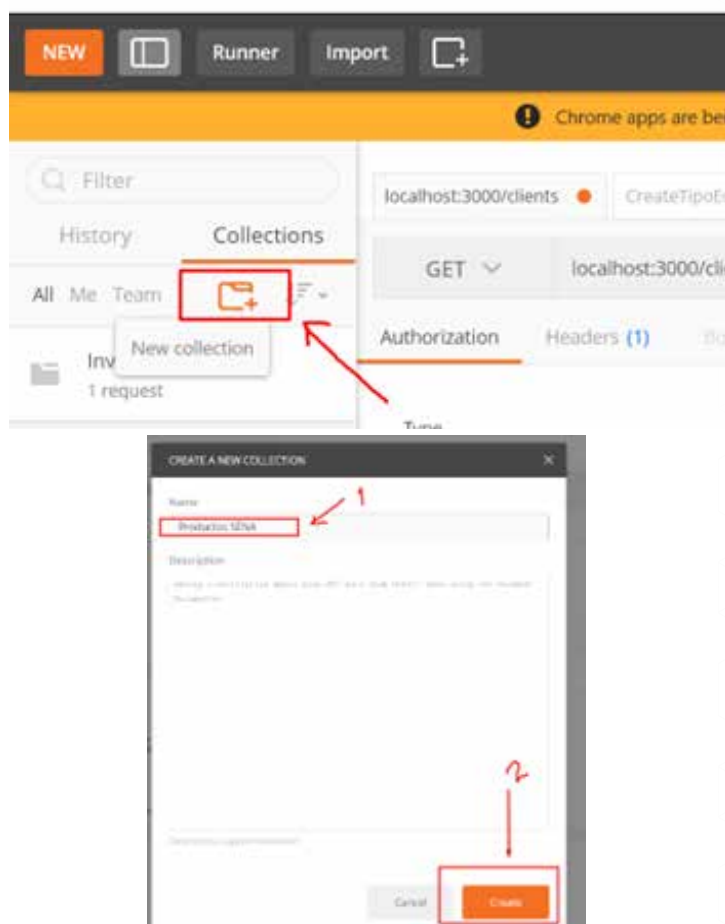 NEW Runner Import
Chrome apps are be
Filter
localhost:3000/clients CreateTipoE
History Collections
GET localhost:3000/cli
All Me Team
New collection
Authorization Headers (1)
Inv
1 request
Type
CREATE A NEW COLLECTION
1
Name
Productos SENA
Description
2
Cancel Create